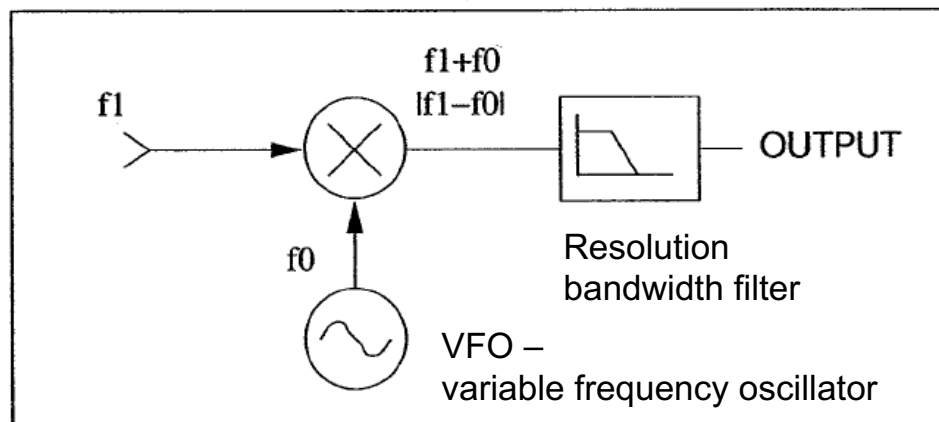 f1+f0
|f1−f0|
f1
OUTPUT
f0
Resolution
bandwidth filter
VFO –
variable frequency oscillator